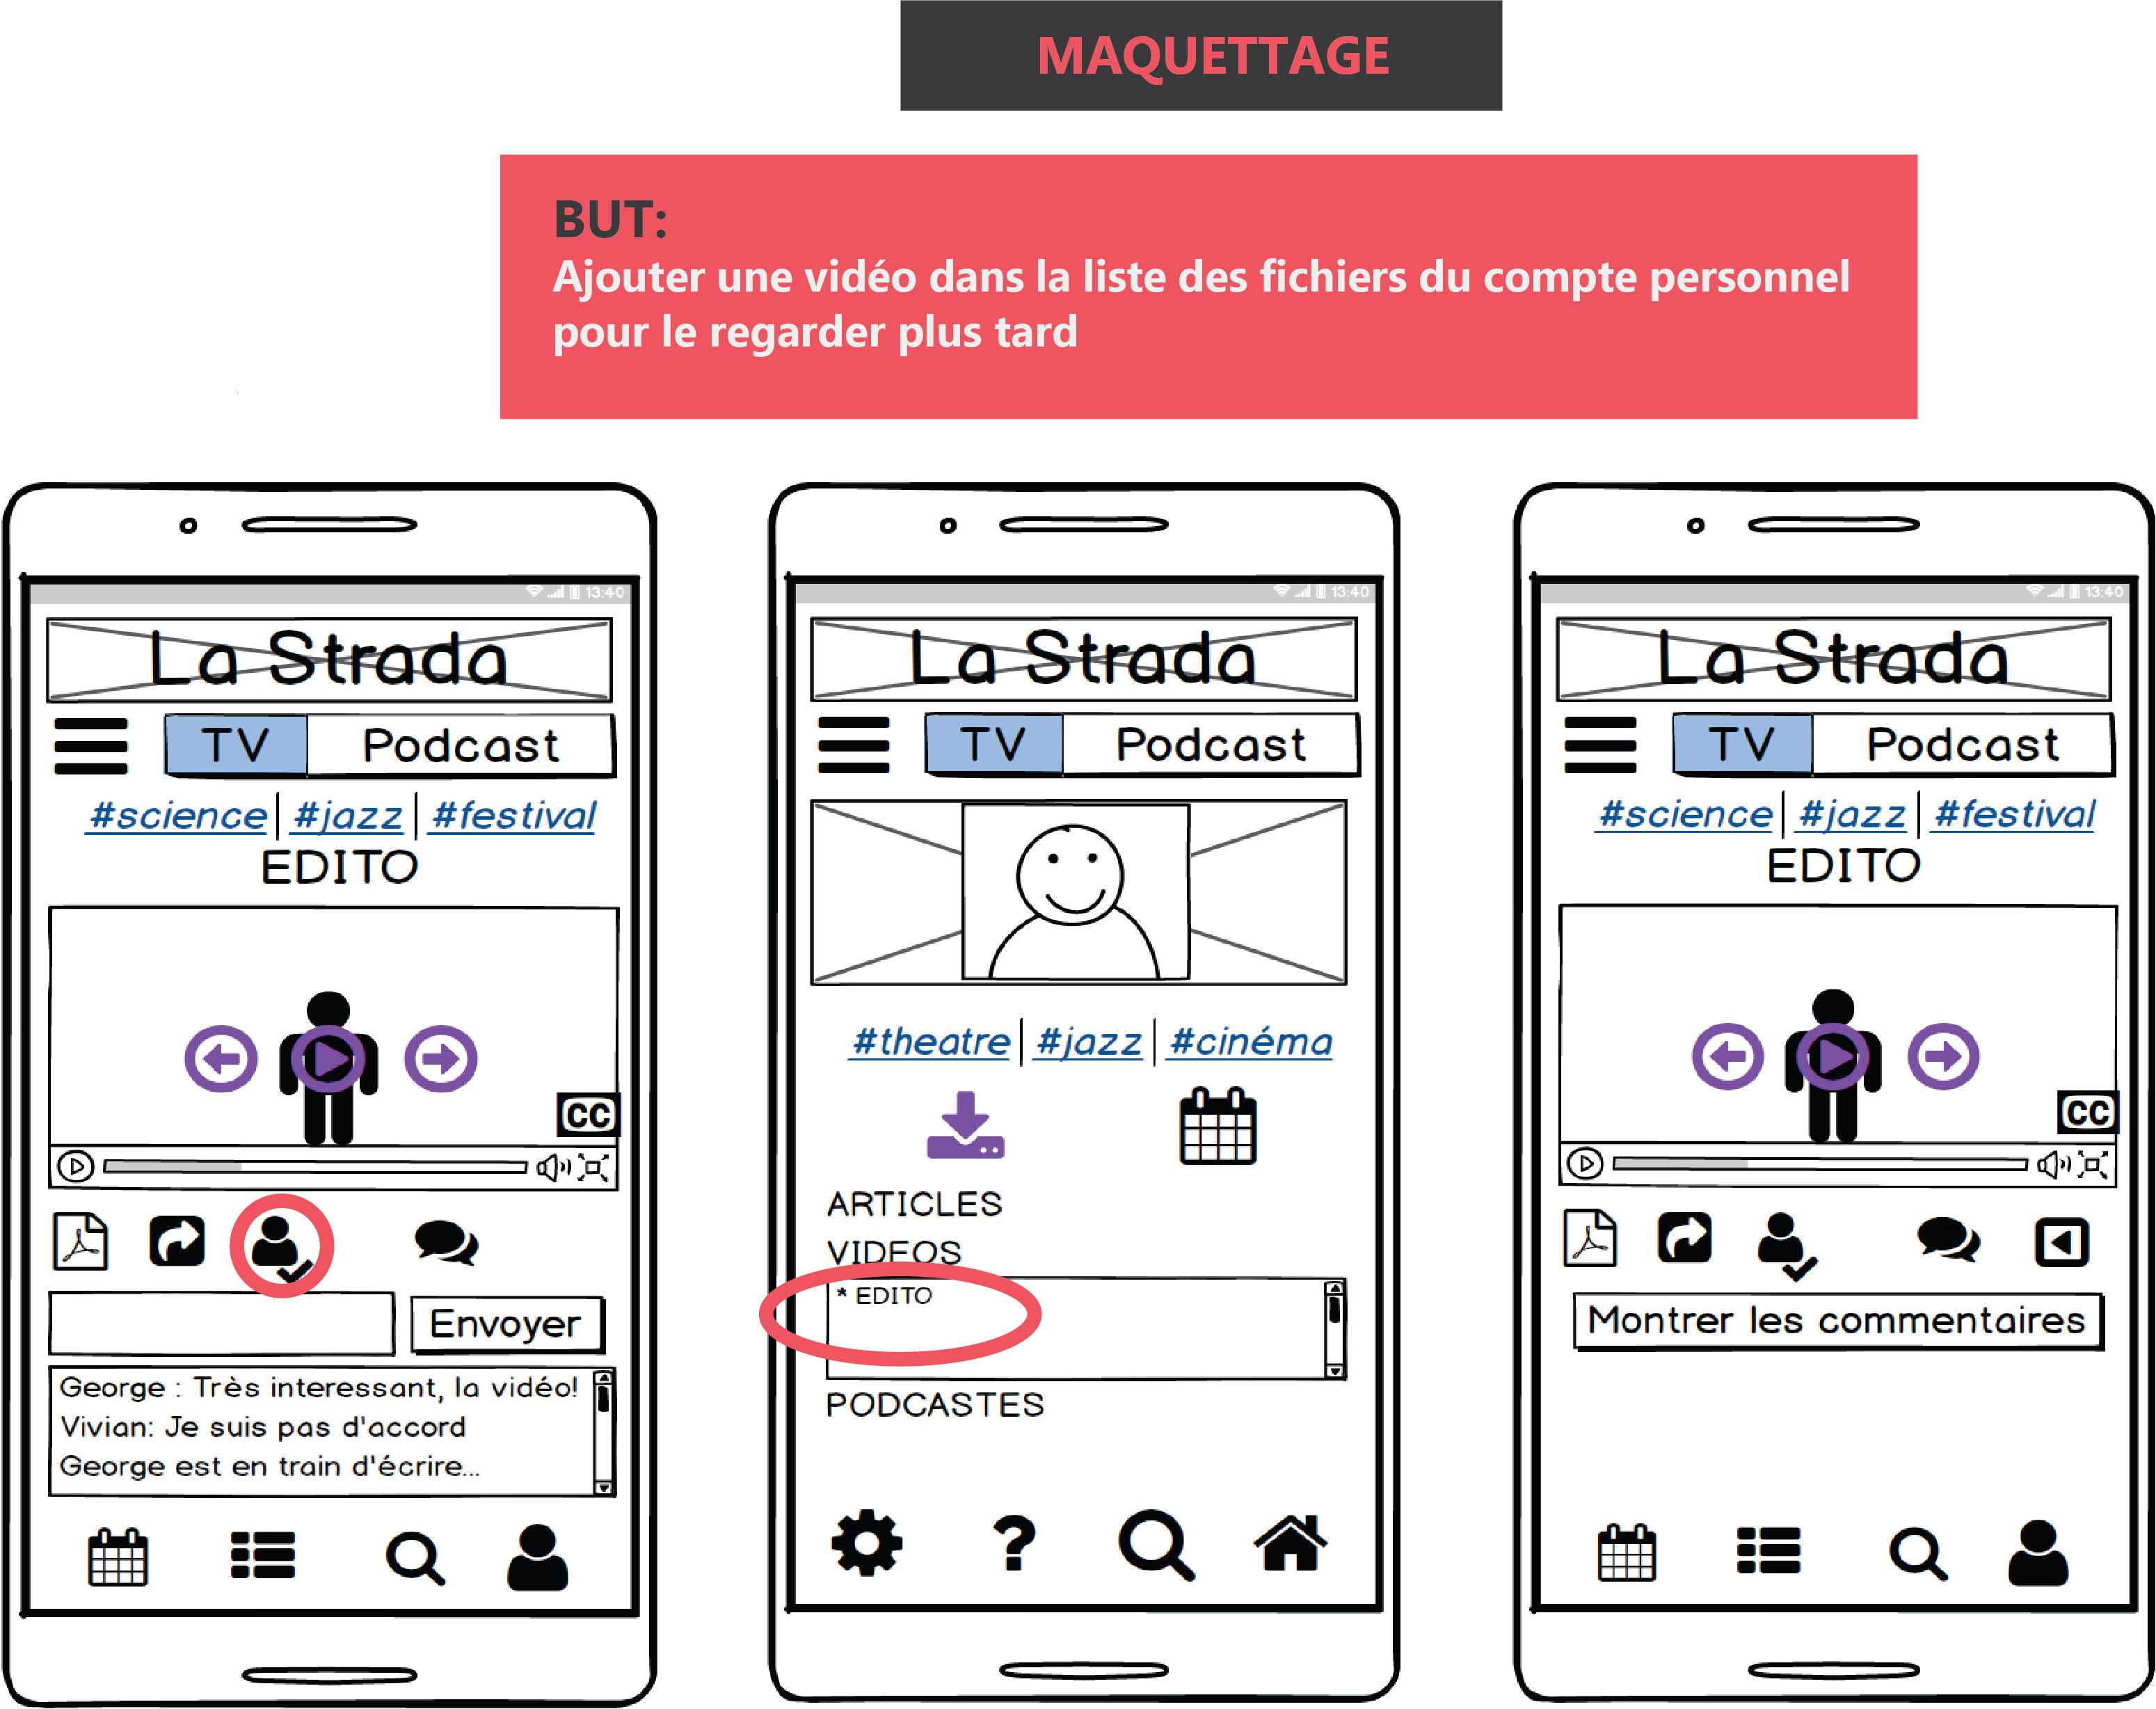 MAQUETTAGE
BUT:
Ajouter une vidéo dans la liste des fichiers du compte personnel
pour le regarder plus tard
13:40
La Strada
TV Podcast
#science #jazz #festival
EDITO
CC
Envoyer
George : Très interessant, la vidéo!
Vivian: Je suis pas d'accord
George est en train d'écrire...
13:40
La Strada
TV Podcast
#theatre #jazz #cinéma
ARTICLES
VIDEOS
* EDITO
PODCASTES
?
13:40
La Strada
TV Podcast
#science #jazz #festival
EDITO
CC
Montrer les commentaires